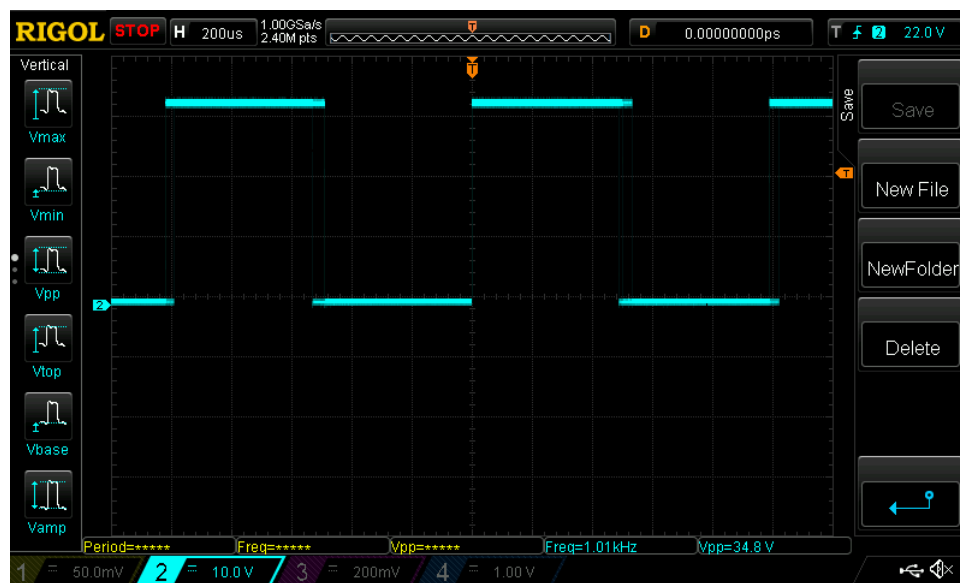 RIGOL STOP H 200us 1.00GSa/s 2.40M pts T D 0.00000000ps T 2 22.0 V
Vertical
Vmax
Vmin
Vpp
Vtop
Vbase
Vamp
T
2
T
Save
Save
New File
NewFolder
Delete
Period=***** Freq=***** Vpp=***** Freq=1.01kHz Vpp=34.8 V
1 = 50.0mV 2 = 10.0 V 3 = 200mV 4 = 1.00 V